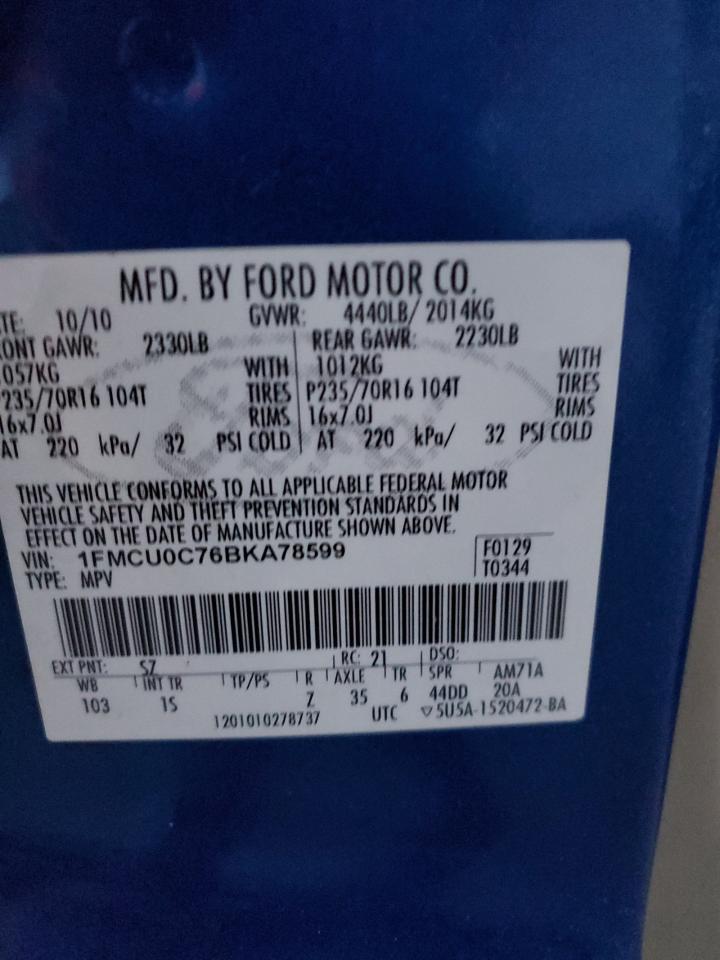 MFD. BY FORD MOTOR CO.
TE: 10/10 GVWR: 4440LB/ 2014KG
ONT GAWR: 2330LB REAR GAWR: 2230LB
057KG WITH 1012KG WITH
235/70R16 104T TIRES P235/70R16 104T TIRES
16x7.0J RIMS 16x7.0J RIMS
AT 220 kPa/ 32 PSI COLD AT 220 kPa/ 32 PSI COLD
THIS VEHICLE CONFORMS TO ALL APPLICABLE FEDERAL MOTOR
VEHICLE SAFETY AND THEFT PREVENTION STANDARDS IN
EFFECT ON THE DATE OF MANUFACTURE SHOWN ABOVE.
VIN: 1FMCU0C76BKA78599 F0129
TYPE: MPV T0344
EXT PNT: SZ RC: 21 DSO:
WB INT TR TP/PS R AXLE TR SPR AM71A
103 1S Z 35 6 44DD 20A
1201010278737 UTC ▽5U5A-1520472-BA